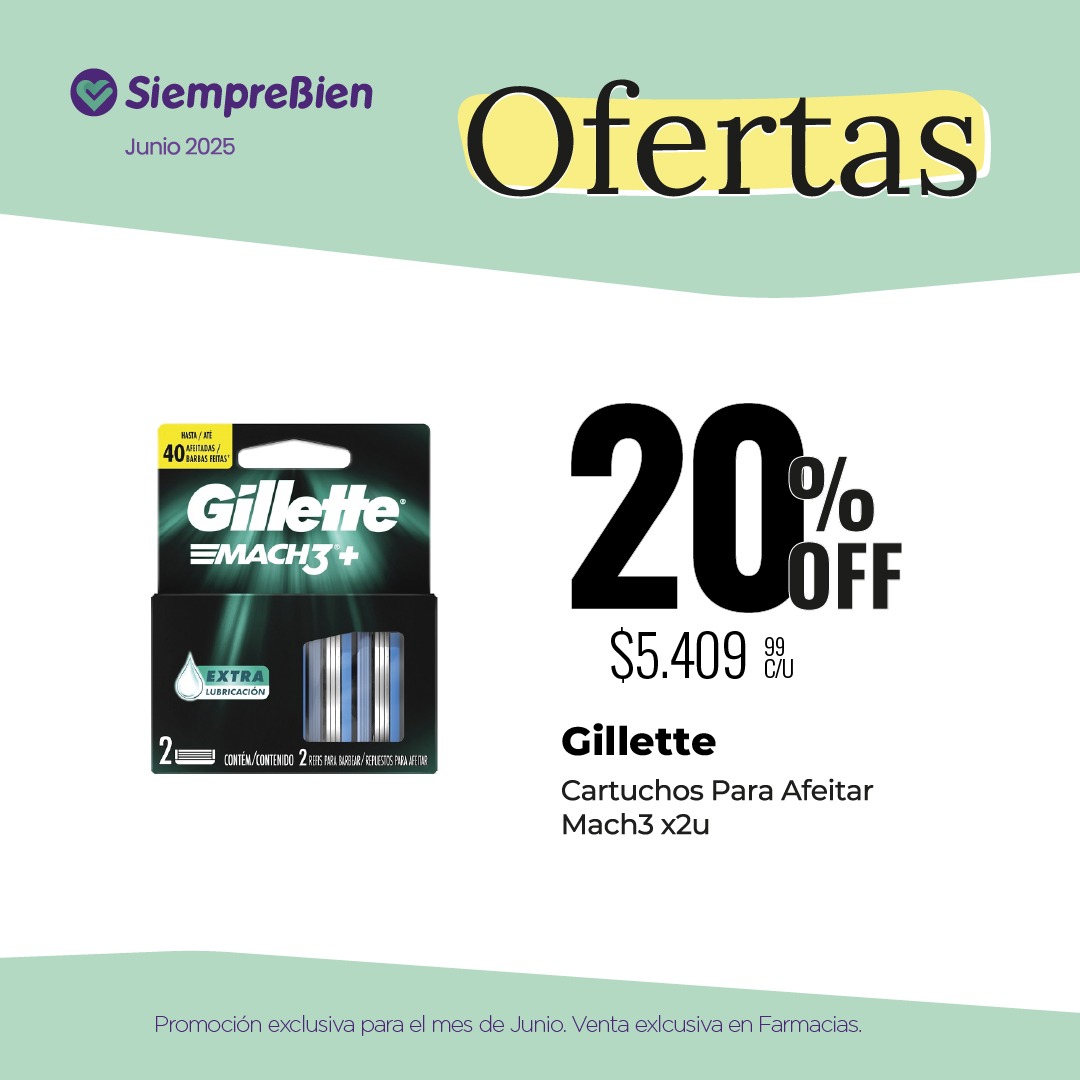 SiempreBien
Junio 2025
Ofertas
HASTA / ATÉ
40 AFEITADAS /
BARBAS FEITAS*
Gillette®
MACH3®+
EXTRA
LUBRICACIÓN
2
CONTÉM/CONTENIDO 2 REFIS PARA BARBEAR/REPUESTOS PARA AFEITAR
20% OFF
$5.409 99
C/U
Gillette
Cartuchos Para Afeitar
Mach3 x2u
Promoción exclusiva para el mes de Junio. Venta exlcusiva en Farmacias.